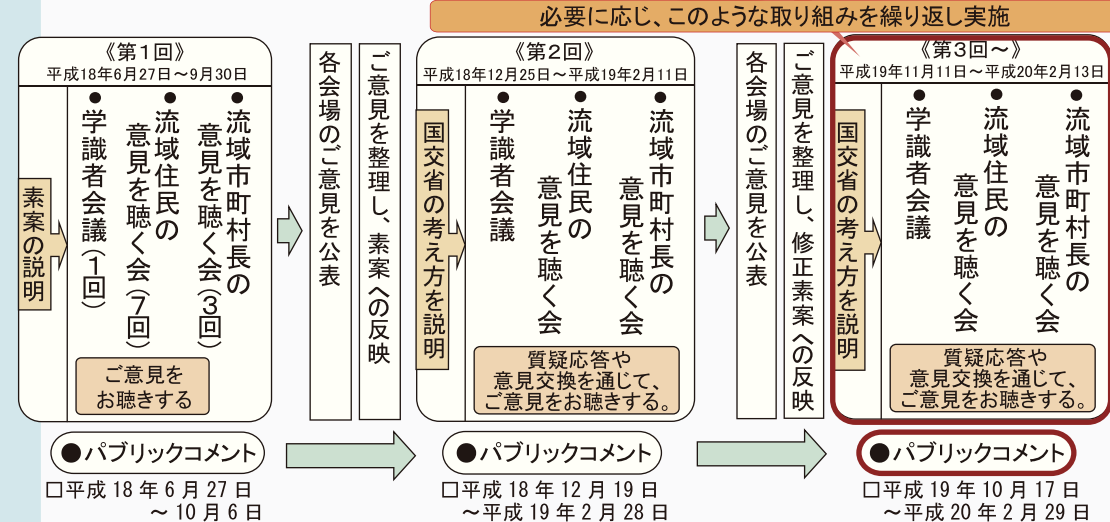 必要に応じ、このような取り組みを繰り返し実施
《第1回》
平成18年6月27日～9月30日
素案の説明
●学識者会議（1回）
●流域住民の
意見を聴く会（7回）
●流域市町村長の
意見を聴く会（3回）
ご意見を
お聴きする
●パブリックコメント
□平成18年6月27日
～10月6日
各会場のご意見を公表
ご意見を整理し、素案への反映
《第2回》
平成18年12月25日～平成19年2月11日
国交省の考え方を説明
●学識者会議
●流域住民の
意見を聴く会
●流域市町村長の
意見を聴く会
質疑応答や
意見交換を通じて、
ご意見をお聴きする。
●パブリックコメント
□平成18年12月19日
～平成19年2月28日
各会場のご意見を公表
ご意見を整理し、修正素案への反映
《第3回～》
平成19年11月11日～平成20年2月13日
国交省の考え方を説明
●学識者会議
●流域住民の
意見を聴く会
●流域市町村長の
意見を聴く会
質疑応答や
意見交換を通じて、
ご意見をお聴きする。
●パブリックコメント
□平成19年10月17日
～平成20年2月29日